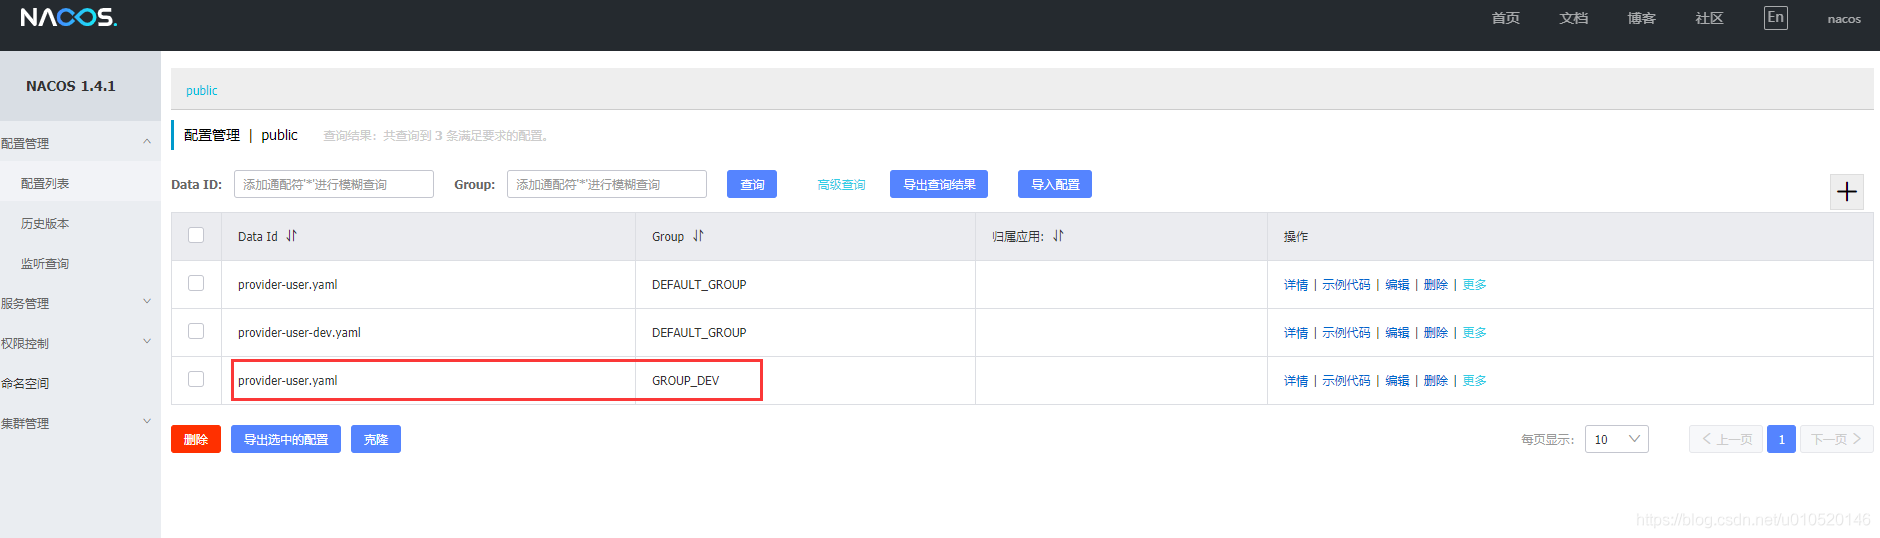 NACOS.
首页 文档 博客 社区 En nacos
NACOS 1.4.1
配置管理
配置列表
历史版本
监听查询
服务管理
权限控制
命名空间
集群管理
public
配置管理 | public 查询结果：共查询到 3 条满足要求的配置。
Data ID: 添加通配符'*'进行模糊查询 Group: 添加通配符'*'进行模糊查询 查询 高级查询 导出查询结果 导入配置
Data Id Group 归属应用: 操作
provider-user.yaml DEFAULT_GROUP 详情 | 示例代码 | 编辑 | 删除 | 更多
provider-user-dev.yaml DEFAULT_GROUP 详情 | 示例代码 | 编辑 | 删除 | 更多
provider-user.yaml GROUP_DEV 详情 | 示例代码 | 编辑 | 删除 | 更多
删除 导出选中的配置 克隆 每页显示: 10 上一页 1 下一页
https://blog.csdn.net/u010520146